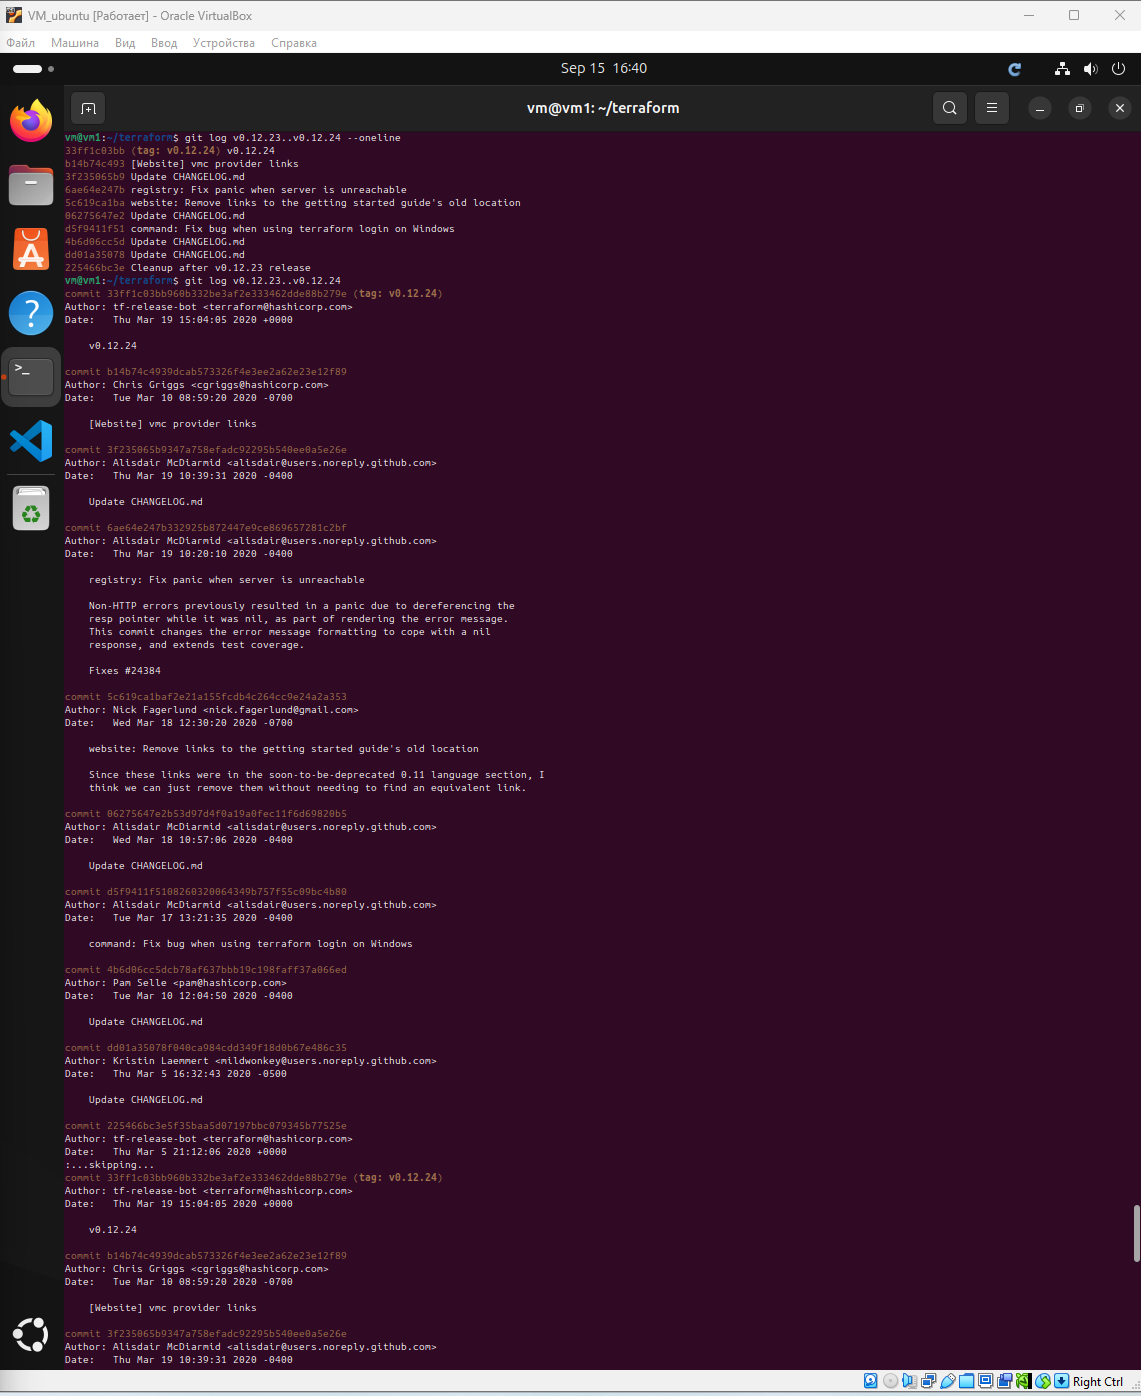 VM_ubuntu [Работает] - Oracle VirtualBox
Файл Машина Вид Ввод Устройства Справка
Sep 15 16:40
vm@vm1: ~/terraform
vm@vm1:~/terraform$ git log v0.12.23..v0.12.24 --oneline
33ff1c03bb (tag: v0.12.24) v0.12.24
b14b74c493 [Website] vmc provider links
3f235065b9 Update CHANGELOG.md
6ae64e247b registry: Fix panic when server is unreachable
5c619ca1ba website: Remove links to the getting started guide's old location
06275647e2 Update CHANGELOG.md
d5f9411f51 command: Fix bug when using terraform login on Windows
4b6d06cc5d Update CHANGELOG.md
dd01a35078 Update CHANGELOG.md
225466bc3e Cleanup after v0.12.23 release
vm@vm1:~/terraform$ git log v0.12.23..v0.12.24
commit 33ff1c03bb960b332be3af2e333462dde88b279e (tag: v0.12.24)
Author: tf-release-bot <terraform@hashicorp.com>
Date:   Thu Mar 19 15:04:05 2020 +0000
v0.12.24
commit b14b74c4939dcab573326f4e3ee2a62e23e12f89
Author: Chris Griggs <cgriggs@hashicorp.com>
Date:   Tue Mar 10 08:59:20 2020 -0700
[Website] vmc provider links
commit 3f235065b9347a758efadc92295b540ee0a5e26e
Author: Alisdair McDiarmid <alisdair@users.noreply.github.com>
Date:   Thu Mar 19 10:39:31 2020 -0400
Update CHANGELOG.md
commit 6ae64e247b332925b872447e9ce869657281c2bf
Author: Alisdair McDiarmid <alisdair@users.noreply.github.com>
Date:   Thu Mar 19 10:20:10 2020 -0400
registry: Fix panic when server is unreachable
Non-HTTP errors previously resulted in a panic due to dereferencing the
resp pointer while it was nil, as part of rendering the error message.
This commit changes the error message formatting to cope with a nil
response, and extends test coverage.
Fixes #24384
commit 5c619ca1baf2e21a155fcdb4c264cc9e24a2a353
Author: Nick Fagerlund <nick.fagerlund@gmail.com>
Date:   Wed Mar 18 12:30:20 2020 -0700
website: Remove links to the getting started guide's old location
Since these links were in the soon-to-be-deprecated 0.11 language section, I
think we can just remove them without needing to find an equivalent link.
commit 06275647e2b53d97d4f0a19a0fec11f6d69820b5
Author: Alisdair McDiarmid <alisdair@users.noreply.github.com>
Date:   Wed Mar 18 10:57:06 2020 -0400
Update CHANGELOG.md
commit d5f9411f5108260320064349b757f55c09bc4b80
Author: Alisdair McDiarmid <alisdair@users.noreply.github.com>
Date:   Tue Mar 17 13:21:35 2020 -0400
command: Fix bug when using terraform login on Windows
commit 4b6d06cc5dcb78af637bbb19c198faff37a066ed
Author: Pam Selle <pam@hashicorp.com>
Date:   Tue Mar 10 12:04:50 2020 -0400
Update CHANGELOG.md
commit dd01a35078f040ca984cdd349f18d0b67e486c35
Author: Kristin Laemmert <mildwonkey@users.noreply.github.com>
Date:   Thu Mar 5 16:32:43 2020 -0500
Update CHANGELOG.md
commit 225466bc3e5f35baa5d07197bbc079345b77525e
Author: tf-release-bot <terraform@hashicorp.com>
Date:   Thu Mar 5 21:12:06 2020 +0000
:...skipping...
commit 33ff1c03bb960b332be3af2e333462dde88b279e (tag: v0.12.24)
Author: tf-release-bot <terraform@hashicorp.com>
Date:   Thu Mar 19 15:04:05 2020 +0000
v0.12.24
commit b14b74c4939dcab573326f4e3ee2a62e23e12f89
Author: Chris Griggs <cgriggs@hashicorp.com>
Date:   Tue Mar 10 08:59:20 2020 -0700
[Website] vmc provider links
commit 3f235065b9347a758efadc92295b540ee0a5e26e
Author: Alisdair McDiarmid <alisdair@users.noreply.github.com>
Date:   Thu Mar 19 10:39:31 2020 -0400
Right Ctrl